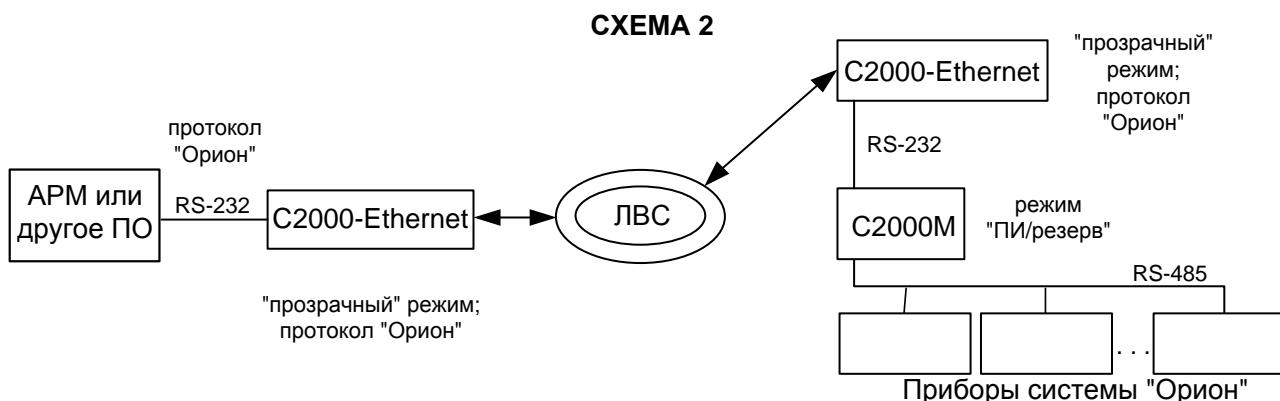 СХЕМА 2
протокол
"Орион"
АРМ или
другое ПО
RS-232
С2000-Ethernet
"прозрачный" режим;
протокол "Орион"
ЛВС
С2000-Ethernet
"прозрачный"
режим;
протокол
"Орион"
RS-232
С2000М
режим
"ПИ/резерв"
RS-485
. . .
Приборы системы "Орион"